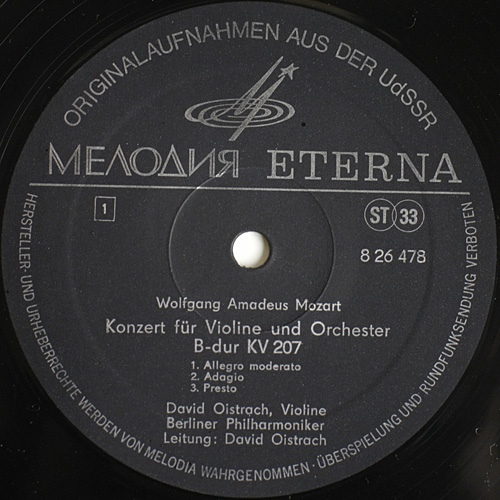 ORIGINALAUFNAHMEN AUS DER UdSSR
МЕЛОДИЯ ETERNA
1
ST 33
8 26 478
Wolfgang Amadeus Mozart
Konzert für Violine und Orchester
B-dur KV 207
1. Allegro moderato
2. Adagio
3. Presto
David Oistrach, Violine
Berliner Philharmoniker
Leitung: David Oistrach
HERSTELLER- UND URHEBERRECHTE WERDEN VON MELODIA WAHRGENOMMEN · ÜBERSPIELUNG UND RUNDFUNKSENDUNG VERBOTEN